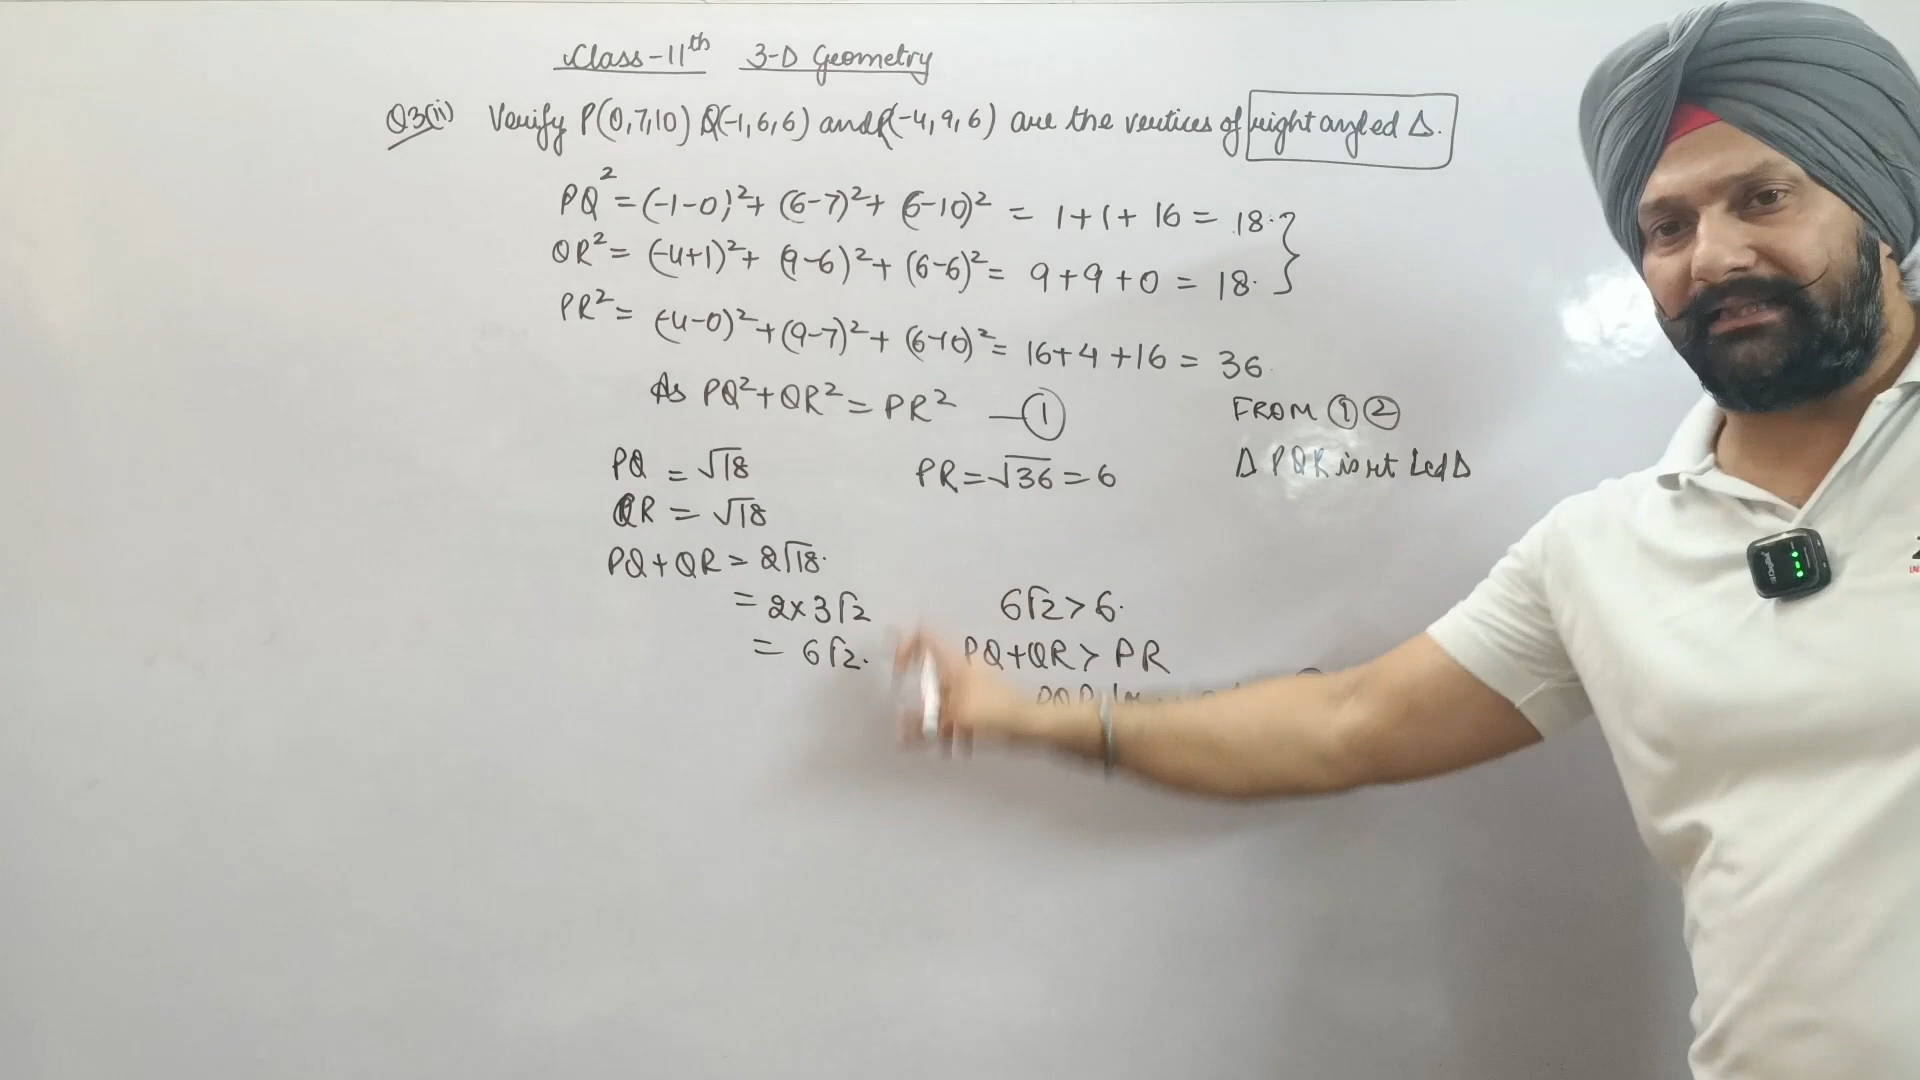 Class-11th 3-D Geometry
Q3(ii) Verify P(0,7,10) Q(-1,6,6) and R(-4,9,6) are the vertices of right angled Δ.
PQ² = (-1-0)² + (6-7)² + (6-10)² = 1+1+16 = 18.
QR² = (-4+1)² + (9-6)² + (6-6)² = 9+9+0 = 18.
PR² = (-4-0)² + (9-7)² + (6-10)² = 16+4+16 = 36
As PQ²+QR² = PR² —①
FROM ① ②
PQ = √18
PR = √36 = 6
Δ PQR is rt ∠ed Δ
QR = √18
PQ+QR = 2√18.
= 2×3√2
6√2 > 6.
= 6√2.
PQ+QR > PR